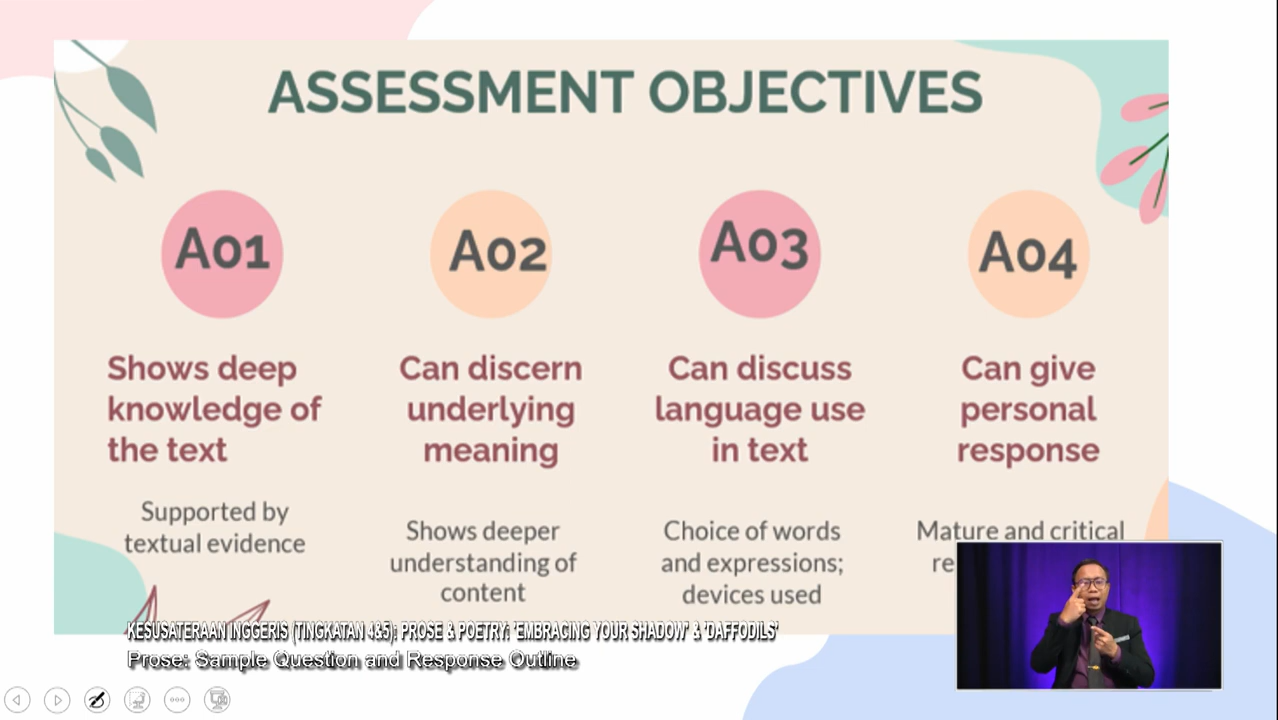 ASSESSMENT OBJECTIVES
A01
A02
A03
A04
Shows deep
knowledge of
the text
Supported by
textual evidence
Can discern
underlying
meaning
Shows deeper
understanding of
content
Can discuss
language use
in text
Choice of words
and expressions;
devices used
Can give
personal
response
Mature and critical
KESUSATERAAN INGGERIS (TINGKATAN 4&5): PROSE & POETRY: 'EMBRACING YOUR SHADOW' & 'DAFFODILS'
Prose: Sample Question and Response Outline